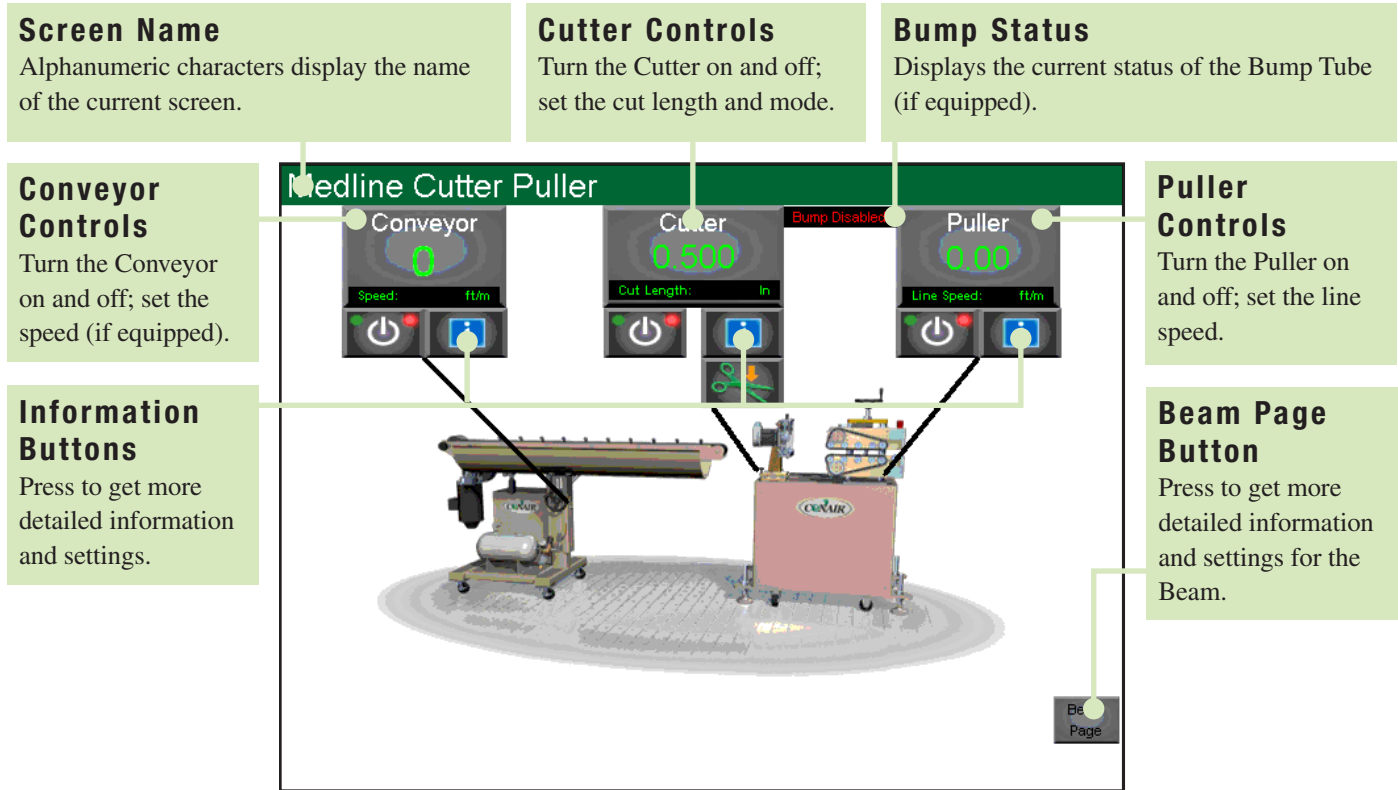 Screen Name
Alphanumeric characters display the name
of the current screen.
Cutter Controls
Turn the Cutter on and off;
set the cut length and mode.
Bump Status
Displays the current status of the Bump Tube
(if equipped).
Conveyor
Controls
Turn the Conveyor
on and off; set the
speed (if equipped).
Information
Buttons
Press to get more
detailed information
and settings.
Medline Cutter Puller
Conveyor
0
Speed: ft/m
Cutter
0.500
Cut Length: In
Bump Disabled
Puller
0.00
Line Speed: ft/m
CONAIR
CONAIR
Beam
Page
Puller
Controls
Turn the Puller on
and off; set the line
speed.
Beam Page
Button
Press to get more
detailed information
and settings for the
Beam.